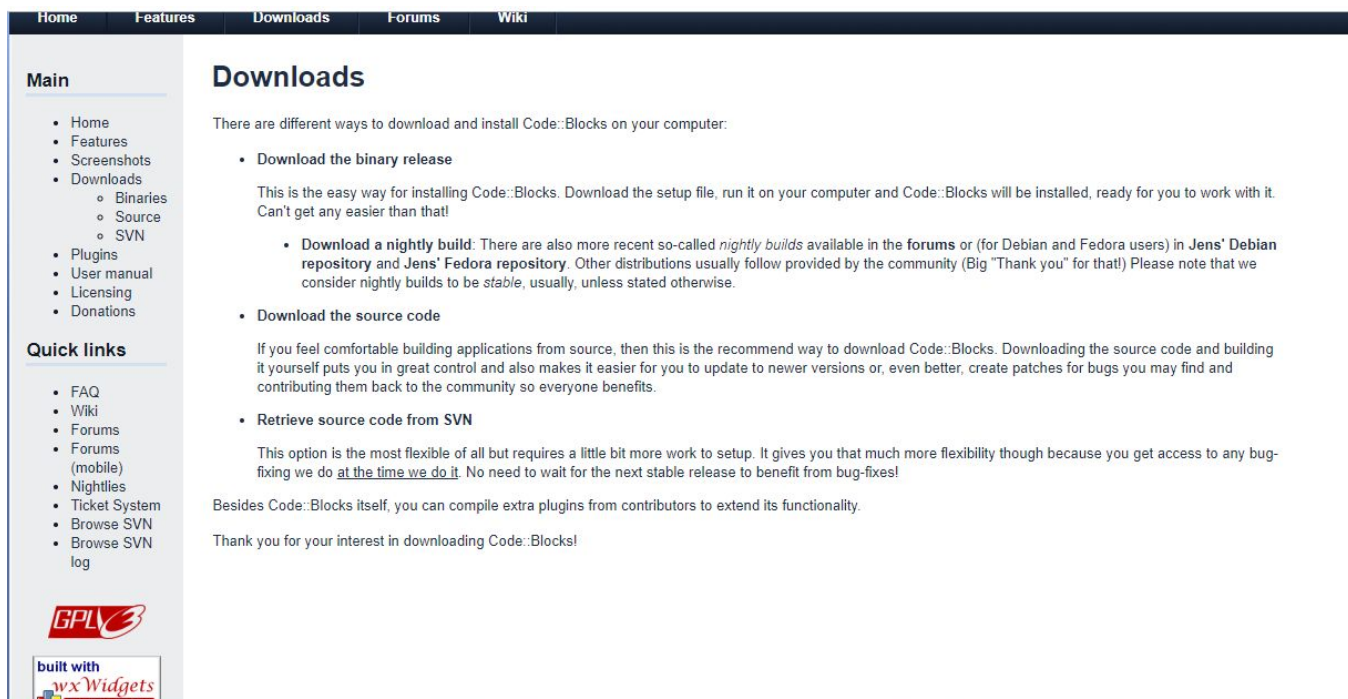 Home Features Downloads Forums Wiki
Main
• Home
• Features
• Screenshots
• Downloads
◦ Binaries
◦ Source
◦ SVN
• Plugins
• User manual
• Licensing
• Donations
Quick links
• FAQ
• Wiki
• Forums
• Forums
(mobile)
• Nightlies
• Ticket System
• Browse SVN
• Browse SVN
log
GPLv3
built with
wxWidgets
Downloads
There are different ways to download and install Code::Blocks on your computer:
• Download the binary release
This is the easy way for installing Code::Blocks. Download the setup file, run it on your computer and Code::Blocks will be installed, ready for you to work with it.
Can't get any easier than that!
• Download a nightly build: There are also more recent so-called nightly builds available in the forums or (for Debian and Fedora users) in Jens' Debian
repository and Jens' Fedora repository. Other distributions usually follow provided by the community (Big "Thank you" for that!) Please note that we
consider nightly builds to be stable, usually, unless stated otherwise.
• Download the source code
If you feel comfortable building applications from source, then this is the recommend way to download Code::Blocks. Downloading the source code and building
it yourself puts you in great control and also makes it easier for you to update to newer versions or, even better, create patches for bugs you may find and
contributing them back to the community so everyone benefits.
• Retrieve source code from SVN
This option is the most flexible of all but requires a little bit more work to setup. It gives you that much more flexibility though because you get access to any bug-
fixing we do at the time we do it. No need to wait for the next stable release to benefit from bug-fixes!
Besides Code::Blocks itself, you can compile extra plugins from contributors to extend its functionality.
Thank you for your interest in downloading Code::Blocks!